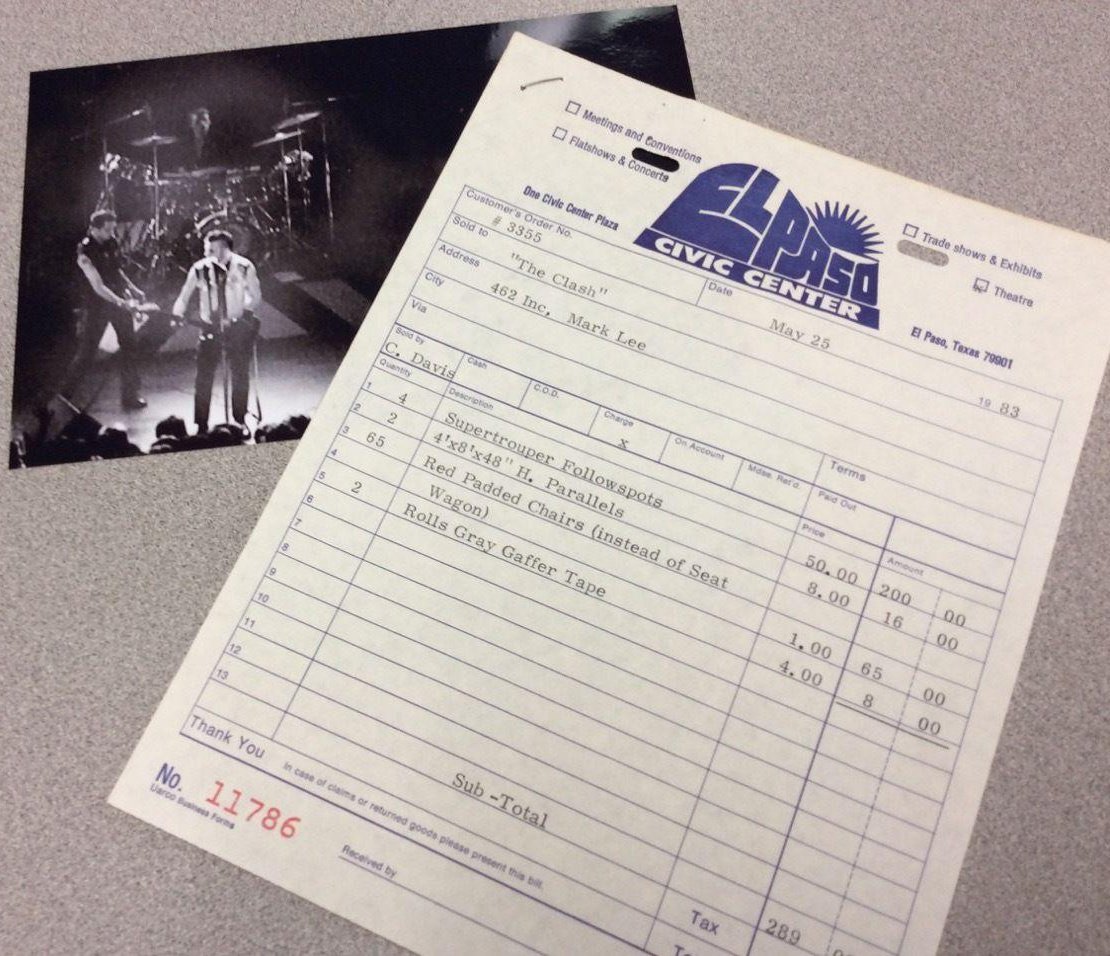 Meetings and Conventions
Flatshows & Concerts
One Civic Center Plaza
EL PASO
CIVIC CENTER
Trade shows & Exhibits
Theatre
El Paso, Texas 79901
Customer's Order No. # 3355
Date May 25 19 83
Sold to "The Clash"
Address 462 Inc. Mark Lee
City
Via
Terms
Sold by C. Davis
Cash
C.O.D.
Charge x
On Account
Mdse. Ret'd.
Paid Out
Quantity Description Price Amount
1 4 Supertrouper Followspots 50.00 200 00
2 2 4'x8'x48" H. Parallels 8.00 16 00
3 65 Red Padded Chairs (instead of Seat
4 Wagon) 1.00 65 00
5 2 Rolls Gray Gaffer Tape 4.00 8 00
6
7
8
9
10
11
12
13
Sub -Total 289
Thank You
In case of claims or returned goods please present this bill.
Tax
No. 11786
Uarco Business Forms
Received by